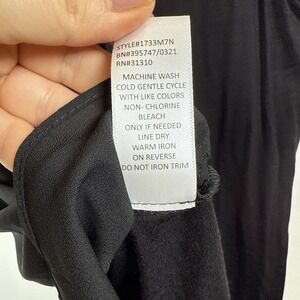 STYLE#1733M7N
BN#395747/0321
RN#31310
MACHINE WASH
COLD GENTLE CYCLE
WITH LIKE COLORS
NON- CHLORINE
BLEACH
ONLY IF NEEDED
LINE DRY
WARM IRON
ON REVERSE
DO NOT IRON TRIM